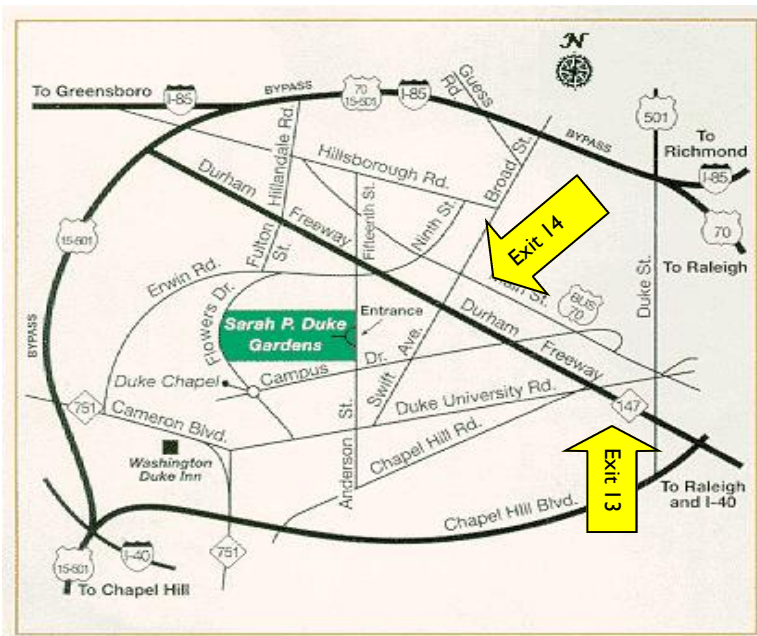 N
To Greensboro
I-85
BYPASS
70
15-501
I-85
Guess
Rd.
BYPASS
501
To
Richmond
I-85
70
To Raleigh
Hillandale Rd.
Hillsborough Rd.
Broad St.
Durham
Freeway
Fifteenth St.
Ninth St.
Fulton
St.
Exit 14
15-501
BYPASS
Erwin Rd.
Flowers Dr.
Sarah P. Duke
Gardens
Entrance
Main St.
BUS
70
Duke St.
Durham
Freeway
Swift Ave.
Duke Chapel
Campus Dr.
Duke University Rd.
147
751
Cameron Blvd.
Washington
Duke Inn
Anderson St.
Chapel Hill Rd.
Exit 13
To Raleigh
and I-40
Chapel Hill Blvd.
751
I-40
15-501
To Chapel Hill